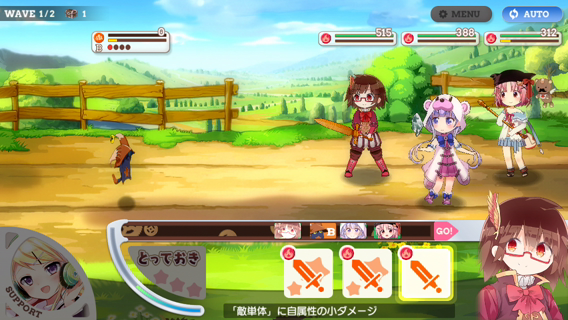 WAVE 1/2 1
MENU
AUTO
0
B
515
388
312
B
GO!
とっておき
SUPPORT
「敵単体」に自属性の小ダメージ